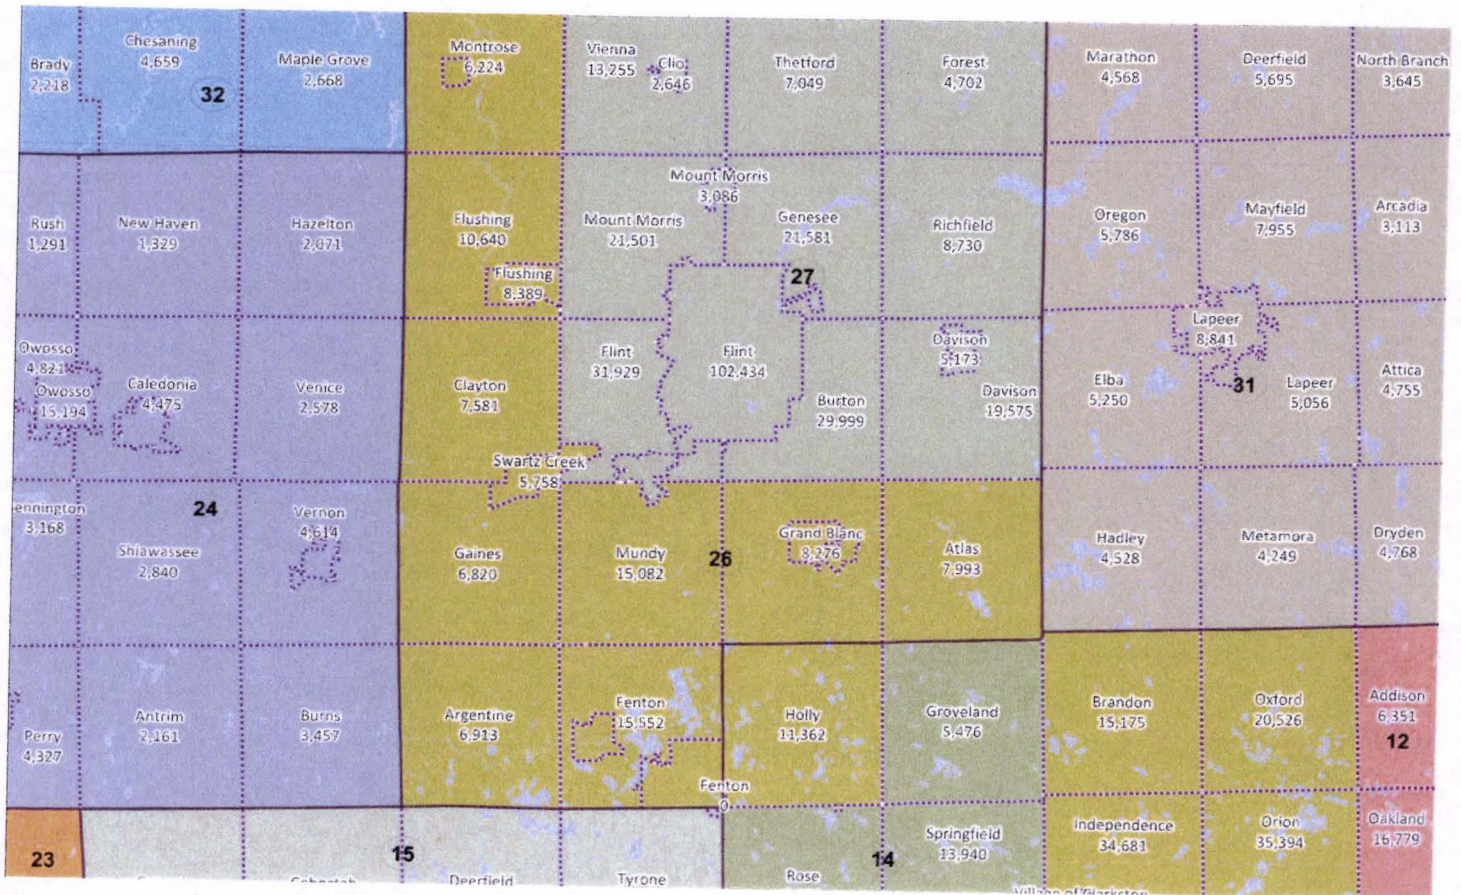 Brady
2,218
Chesaning
4,659
32
Maple Grove
2,668
Montrose
6,224
Vienna
13,255
Clio
2,646
Thetford
7,049
Forest
4,702
Marathon
4,568
Deerfield
5,695
North Branch
3,645
Rush
1,291
New Haven
1,329
Hazelton
2,071
Flushing
10,640
Flushing
8,389
Mount Morris
21,501
Mount Morris
3,086
Genesee
21,581
27
Richfield
8,730
Oregon
5,786
Mayfield
7,955
Arcadia
3,113
Owosso
4,821
Owosso
15,194
Caledonia
4,475
Venice
2,578
Clayton
7,581
Flint
31,929
Flint
102,434
Burton
29,999
Davison
5,173
Davison
19,575
Elba
5,250
Lapeer
8,841
31
Lapeer
5,056
Attica
4,755
Swartz Creek
5,758
ennington
3,168
24
Shiawassee
2,840
Vernon
4,614
Gaines
6,820
Mundy
15,082
26
Grand Blanc
8,276
Atlas
7,993
Hadley
4,528
Metamora
4,249
Dryden
4,768
Perry
4,327
Antrim
2,161
Burns
3,457
Argentine
6,913
Fenton
15,552
Fenton
0
Holly
11,362
Groveland
5,476
Brandon
15,175
Oxford
20,526
Addison
6,351
12
23
15
Cohoctah
Deerfield
Tyrone
Rose
14
Springfield
13,940
Independence
34,681
Village of Clarkston
Orion
35,394
Oakland
16,779